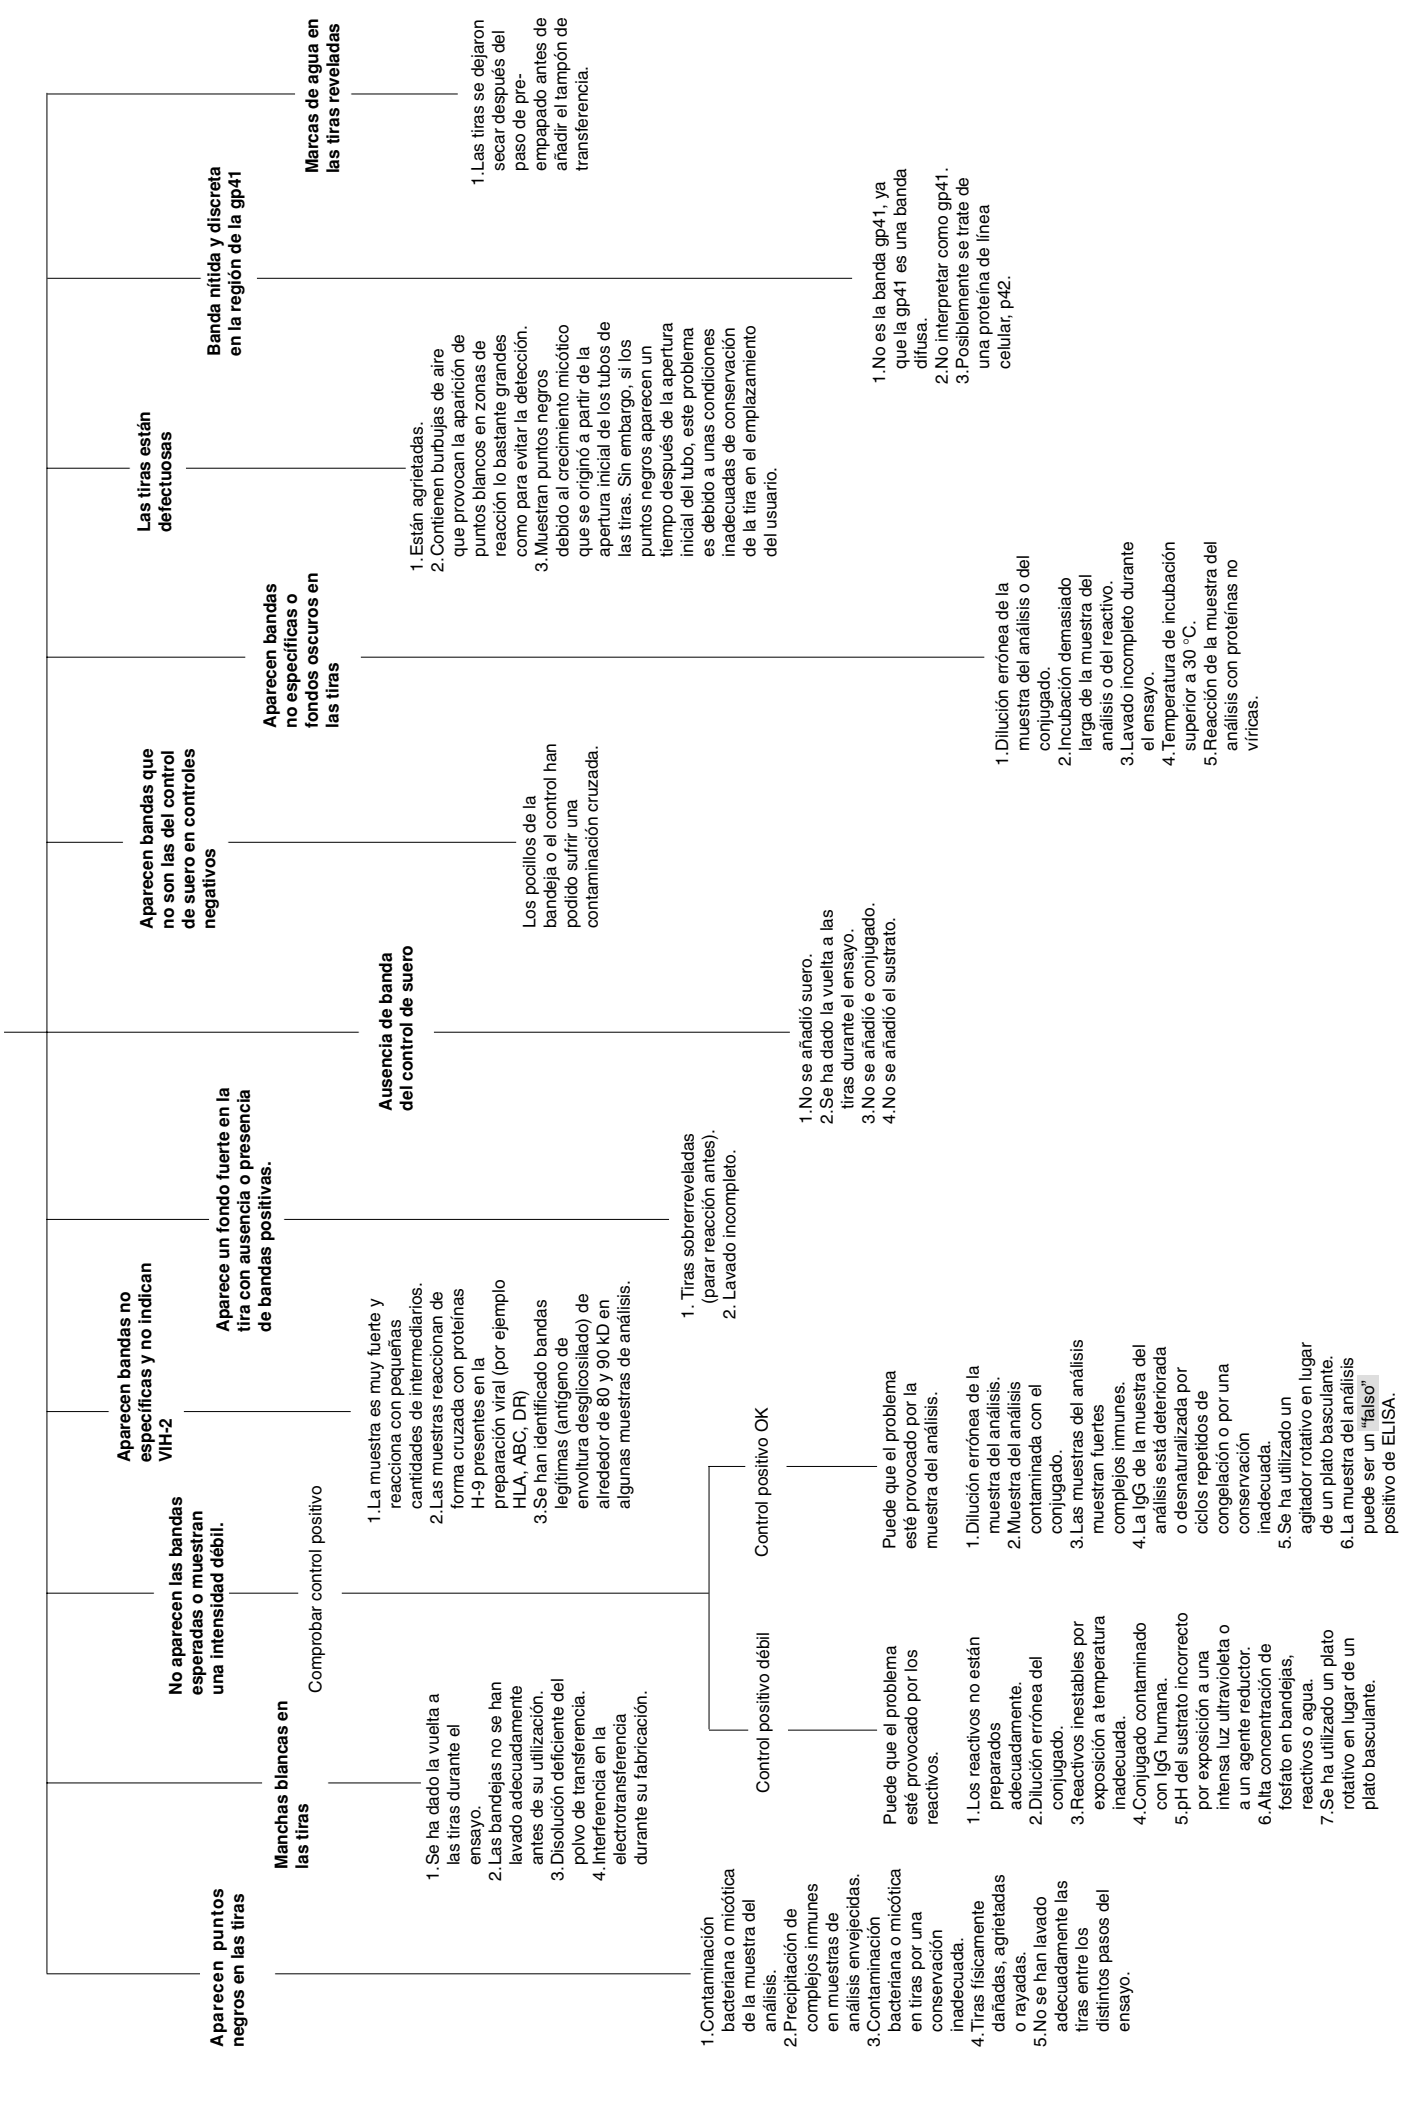 Aparecen puntos
negros en las tiras
1.Contaminación
bacteriana o micótica
de la muestra del
análisis.
2.Precipitación de
complejos inmunes
en muestras de
análisis envejecidas.
3.Contaminación
bacteriana o micótica
en tiras por una
conservación
inadecuada.
4.Tiras físicamente
dañadas, agrietadas
o rayadas.
5.No se han lavado
adecuadamente las
tiras entre los
distintos pasos del
ensayo.
Manchas blancas en
las tiras
1.Se ha dado la vuelta a
las tiras durante el
ensayo.
2.Las bandejas no se han
lavado adecuadamente
antes de su utilización.
3.Disolución deficiente del
polvo de transferencia.
4.Interferencia en la
electrotransferencia
durante su fabricación.
No aparecen las bandas
esperadas o muestran
una intensidad débil.
Comprobar control positivo
Control positivo débil
Puede que el problema
esté provocado por los
reactivos.
1.Los reactivos no están
preparados
adecuadamente.
2.Dilución errónea del
conjugado.
3.Reactivos inestables por
exposición a temperatura
inadecuada.
4.Conjugado contaminado
con IgG humana.
5.pH del sustrato incorrecto
por exposición a una
intensa luz ultravioleta o
a un agente reductor.
6.Alta concentración de
fosfato en bandejas,
reactivos o agua.
7.Se ha utilizado un plato
rotativo en lugar de un
plato basculante.
Control positivo OK
Puede que el problema
esté provocado por la
muestra del análisis.
1.Dilución errónea de la
muestra del análisis.
2.Muestra del análisis
contaminada con el
conjugado.
3.Las muestras del análisis
muestran fuertes
complejos inmunes.
4.La IgG de la muestra del
análisis está deteriorada
o desnaturalizada por
ciclos repetidos de
congelación o por una
conservación
inadecuada.
5.Se ha utilizado un
agitador rotativo en lugar
de un plato basculante.
6.La muestra del análisis
puede ser un “falso”
positivo de ELISA.
Aparecen bandas no
específicas y no indican
VIH-2
1.La muestra es muy fuerte y
reacciona con pequeñas
cantidades de intermediarios.
2.Las muestras reaccionan de
forma cruzada con proteínas
H-9 presentes en la
preparación viral (por ejemplo
HLA, ABC, DR)
3.Se han identificado bandas
legítimas (antígeno de
envoltura desglicosilado) de
alrededor de 80 y 90 kD en
algunas muestras de análisis.
Aparece un fondo fuerte en la
tira con ausencia o presencia
de bandas positivas.
1. Tiras sobrerreveladas
(parar reacción antes).
2. Lavado incompleto.
Ausencia de banda
del control de suero
1.No se añadió suero.
2.Se ha dado la vuelta a las
tiras durante el ensayo.
3.No se añadió e conjugado.
4.No se añadió el sustrato.
Aparecen bandas que
no son las del control
de suero en controles
negativos
Los pocillos de la
bandeja o el control han
podido sufrir una
contaminación cruzada.
Aparecen bandas
no específicas o
fondos oscuros en
las tiras
1.Dilución errónea de la
muestra del análisis o del
conjugado.
2.Incubación demasiado
larga de la muestra del
análisis o del reactivo.
3.Lavado incompleto durante
el ensayo.
4.Temperatura de incubación
superior a 30 °C.
5.Reacción de la muestra del
análisis con proteínas no
víricas.
Las tiras están
defectuosas
1.Están agrietadas.
2.Contienen burbujas de aire
que provocan la aparición de
puntos blancos en zonas de
reacción lo bastante grandes
como para evitar la detección.
3.Muestran puntos negros
debido al crecimiento micótico
que se originó a partir de la
apertura inicial de los tubos de
las tiras. Sin embargo, si los
puntos negros aparecen un
tiempo después de la apertura
inicial del tubo, este problema
es debido a unas condiciones
inadecuadas de conservación
de la tira en el emplazamiento
del usuario.
Banda nítida y discreta
en la región de la gp41
1.No es la banda gp41, ya
que la gp41 es una banda
difusa.
2.No interpretar como gp41.
3.Posiblemente se trate de
una proteína de línea
celular, p42.
Marcas de agua en
las tiras reveladas
1.Las tiras se dejaron
secar después del
paso de pre-
empapado antes de
añadir el tampón de
transferencia.